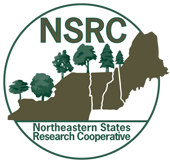 NSRC
Northeastern States
Research Cooperative